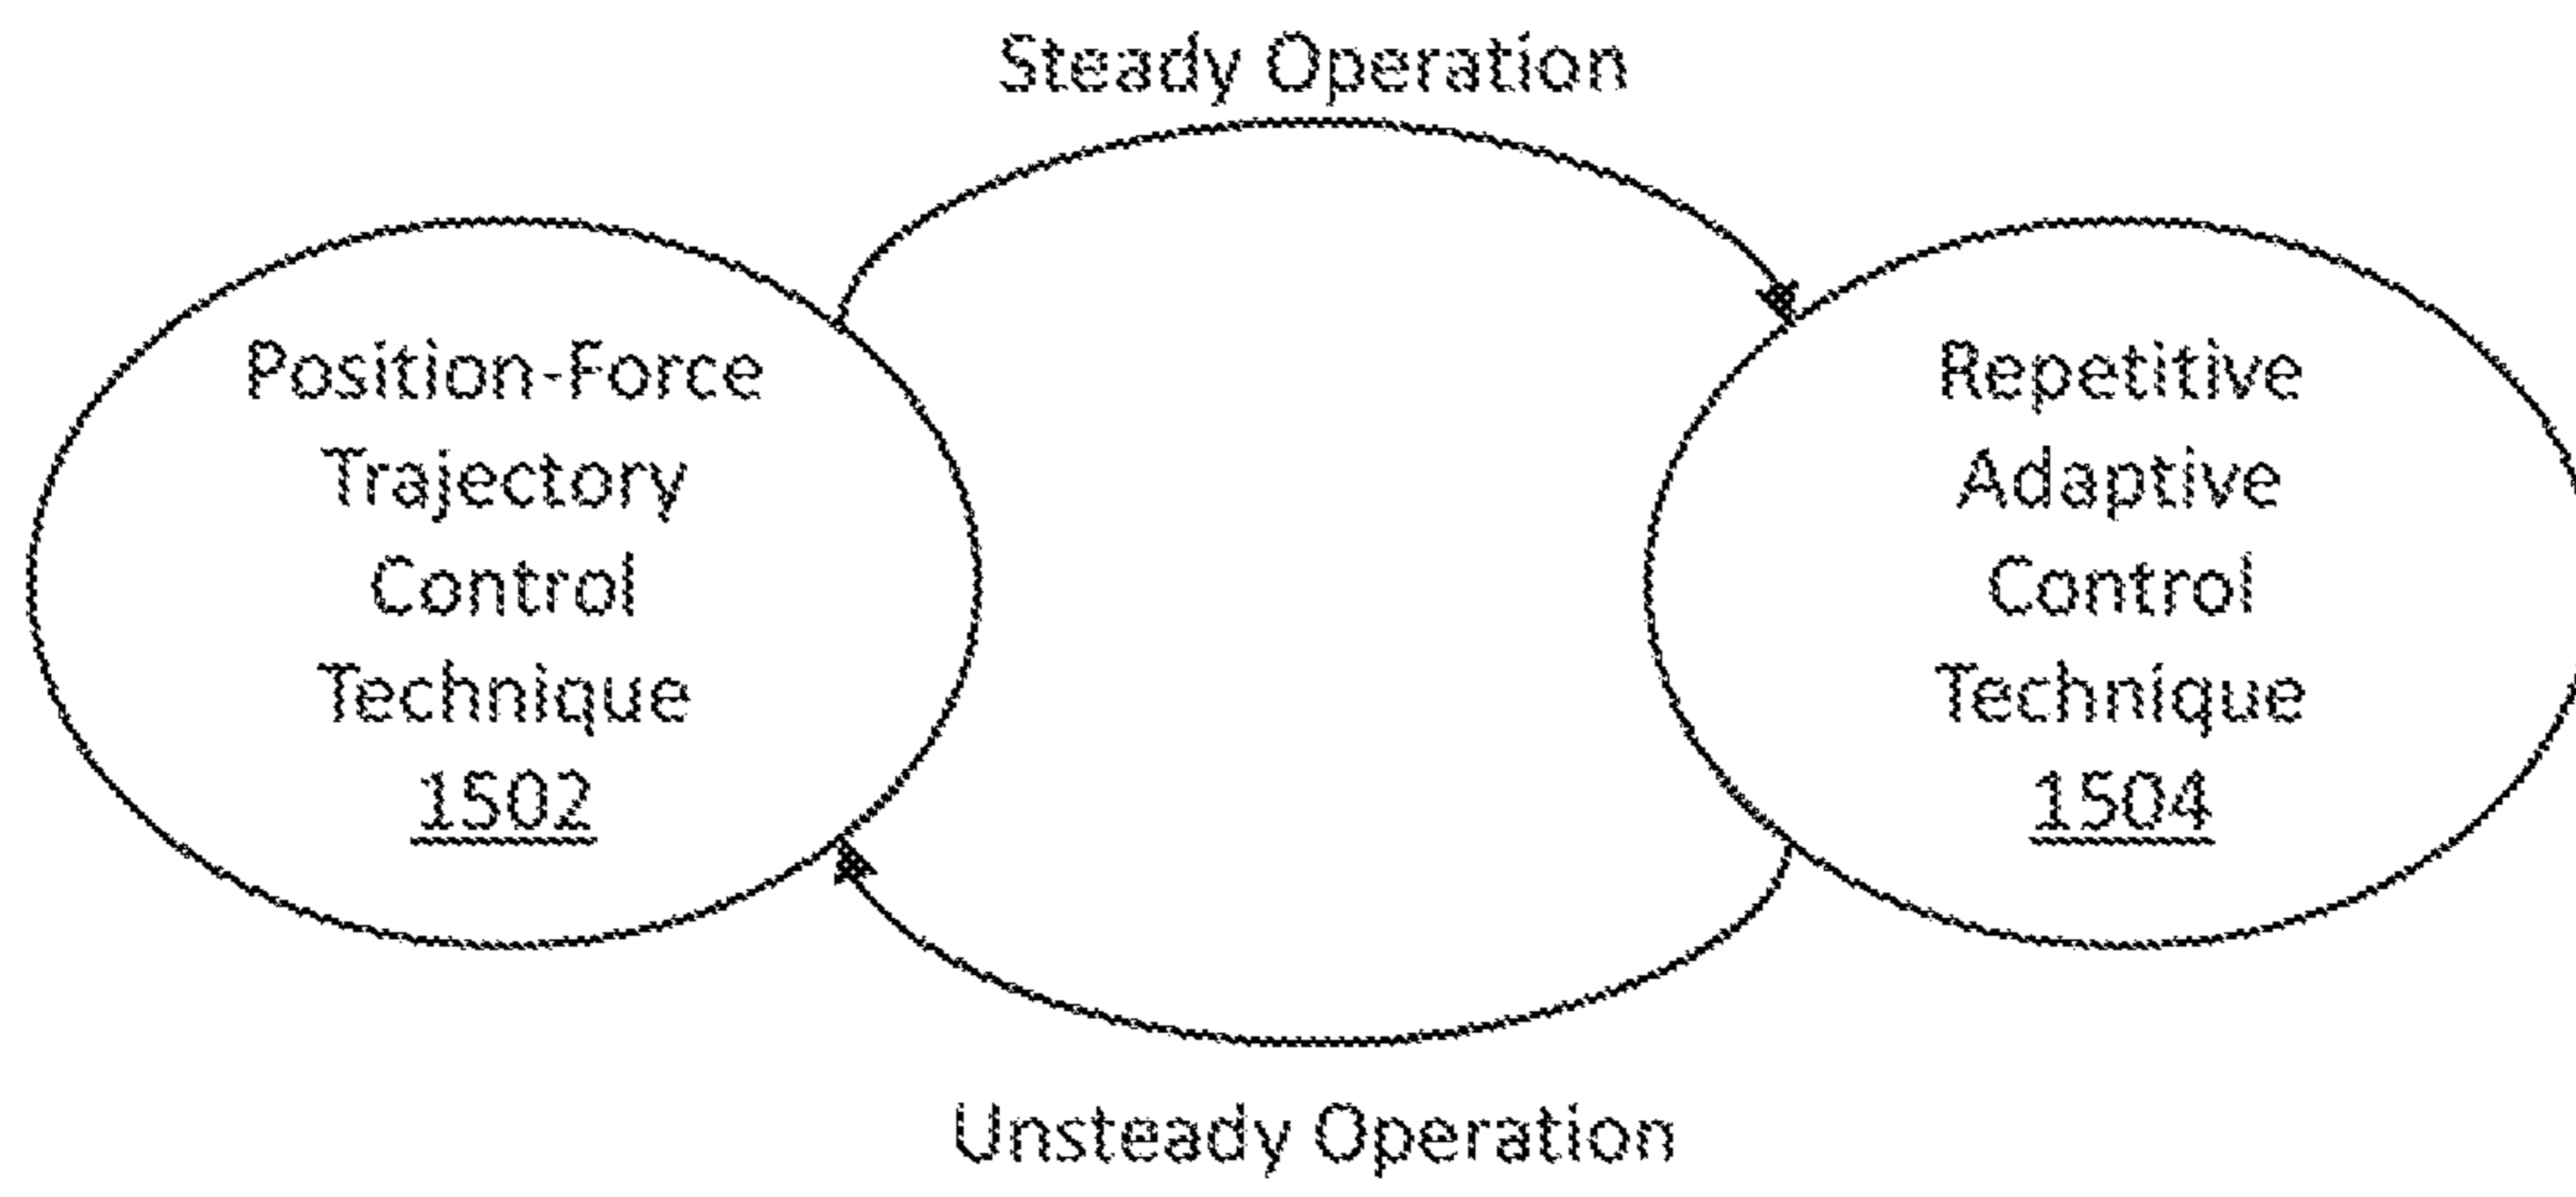 Steady Operation
Position-Force
Trajectory
Control
Technique
1502
Repetitive
Adaptive
Control
Technique
1504
Unsteady Operation